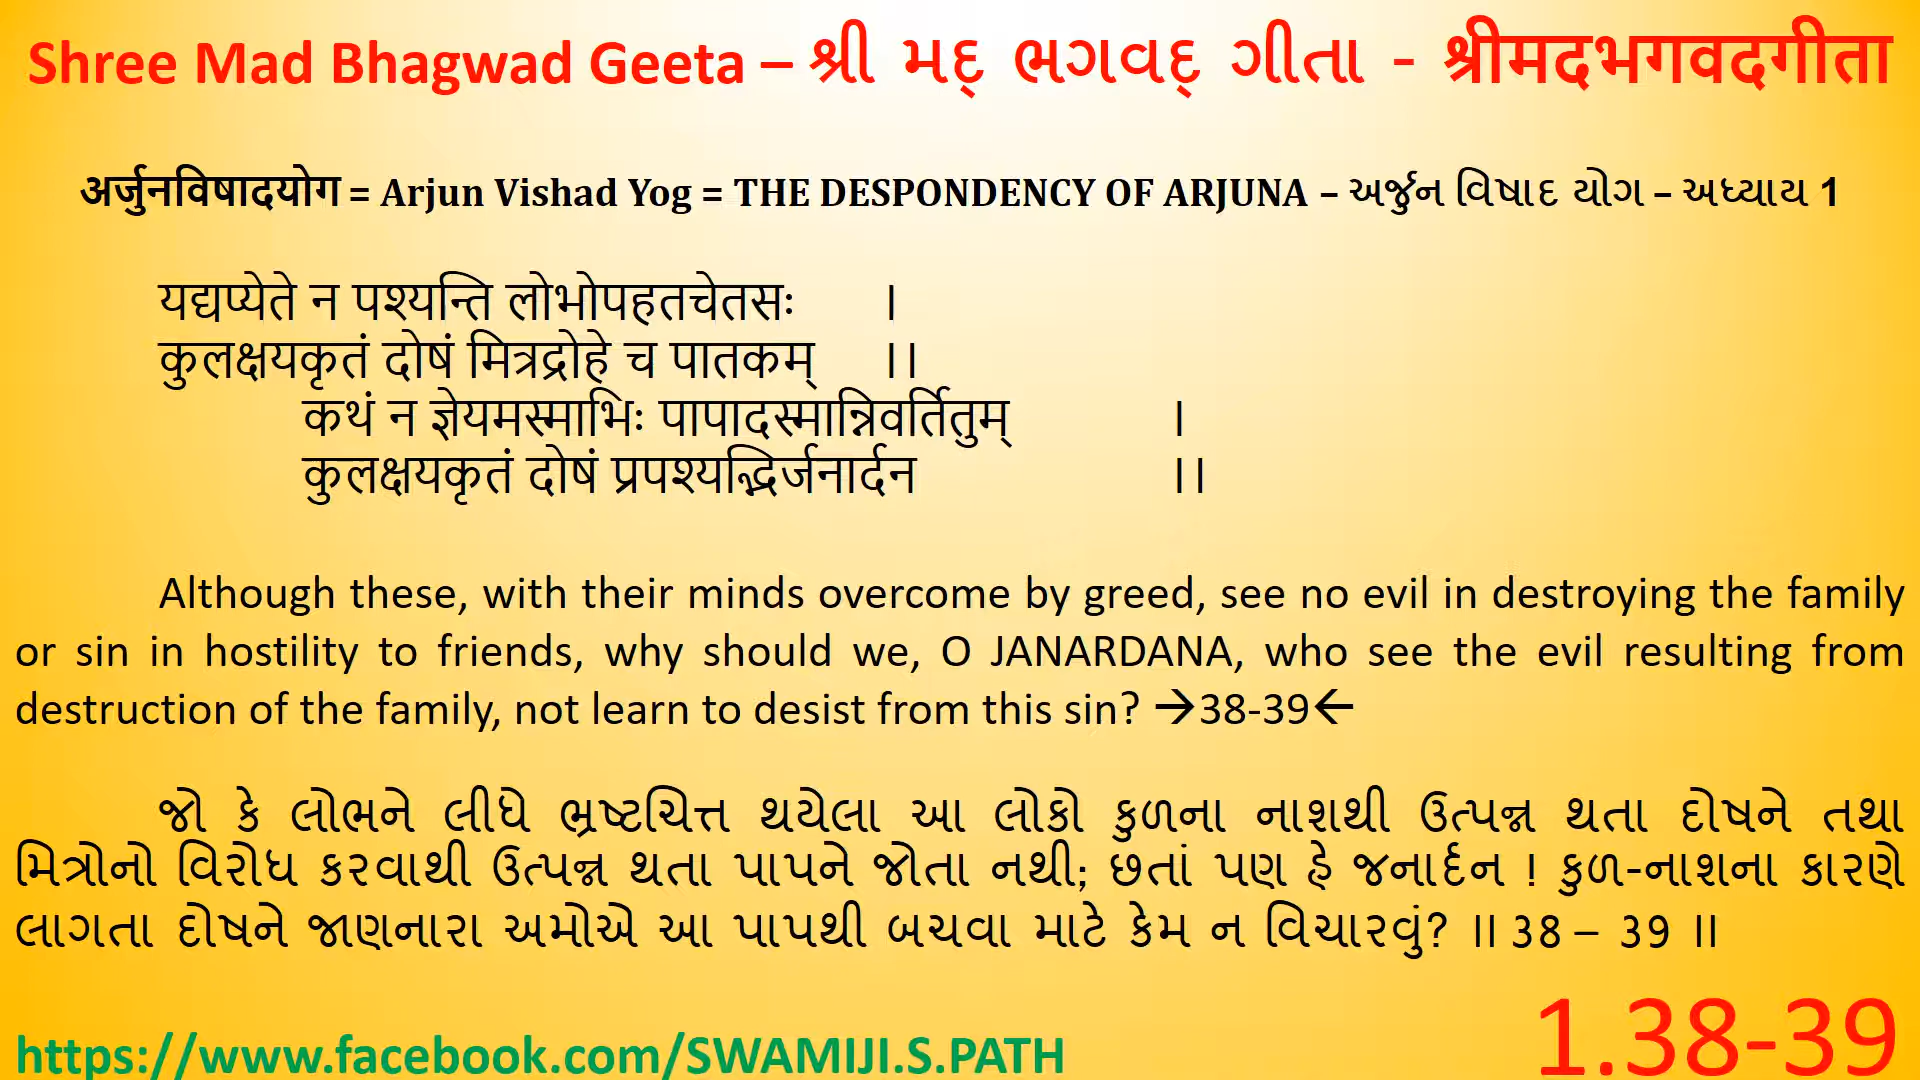 Shree Mad Bhagwad Geeta – શ્રી મદ્ ભગવદ્ ગીતા - श्रीमदभगवदगीता
अर्जुनविषादयोग = Arjun Vishad Yog = THE DESPONDENCY OF ARJUNA – અર્જુન વિષાદ યોગ – અધ્યાય 1
यद्यप्येते न पश्यन्ति लोभोपहतचेतसः ।
कुलक्षयकृतं दोषं मित्रद्रोहे च पातकम् ।।
कथं न ज्ञेयमस्माभिः पापादस्मान्निवर्तितुम् ।
कुलक्षयकृतं दोषं प्रपश्यद्भिर्जनार्दन ।।
Although these, with their minds overcome by greed, see no evil in destroying the family
or sin in hostility to friends, why should we, O JANARDANA, who see the evil resulting from
destruction of the family, not learn to desist from this sin? →38-39←
જો કે લોભને લીધે ભ્રષ્ટચિત્ત થયેલા આ લોકો કુળના નાશથી ઉત્પન્ન થતા દોષને તથા
મિત્રોનો વિરોધ કરવાથી ઉત્પન્ન થતા પાપને જોતા નથી; છતાં પણ હે જનાર્દન ! કુળ-નાશના કારણે
લાગતા દોષને જાણનારા અમોએ આ પાપથી બચવા માટે કેમ ન વિચારવું? ।। 38 – 39 ।।
https://www.facebook.com/SWAMIJI.S.PATH
1.38-39